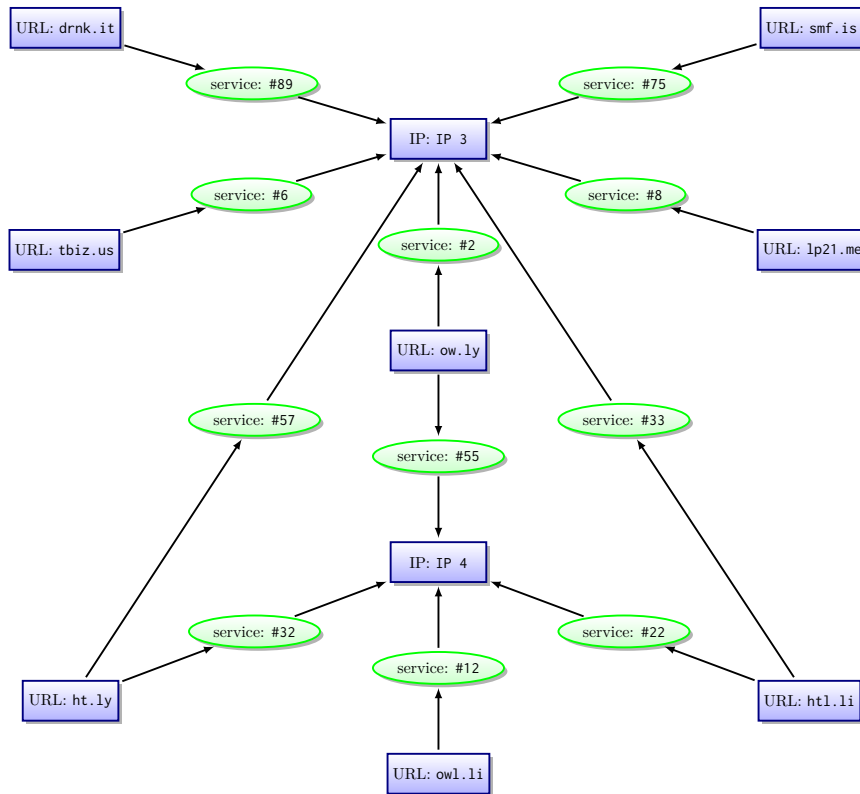 URL: drnk.it
URL: smf.is
service: #89
service: #75
IP: IP 3
service: #6
service: #8
URL: tbiz.us
service: #2
URL: lp21.me
URL: ow.ly
service: #57
service: #33
service: #55
IP: IP 4
service: #32
service: #22
service: #12
URL: ht.ly
URL: htl.li
URL: owl.li